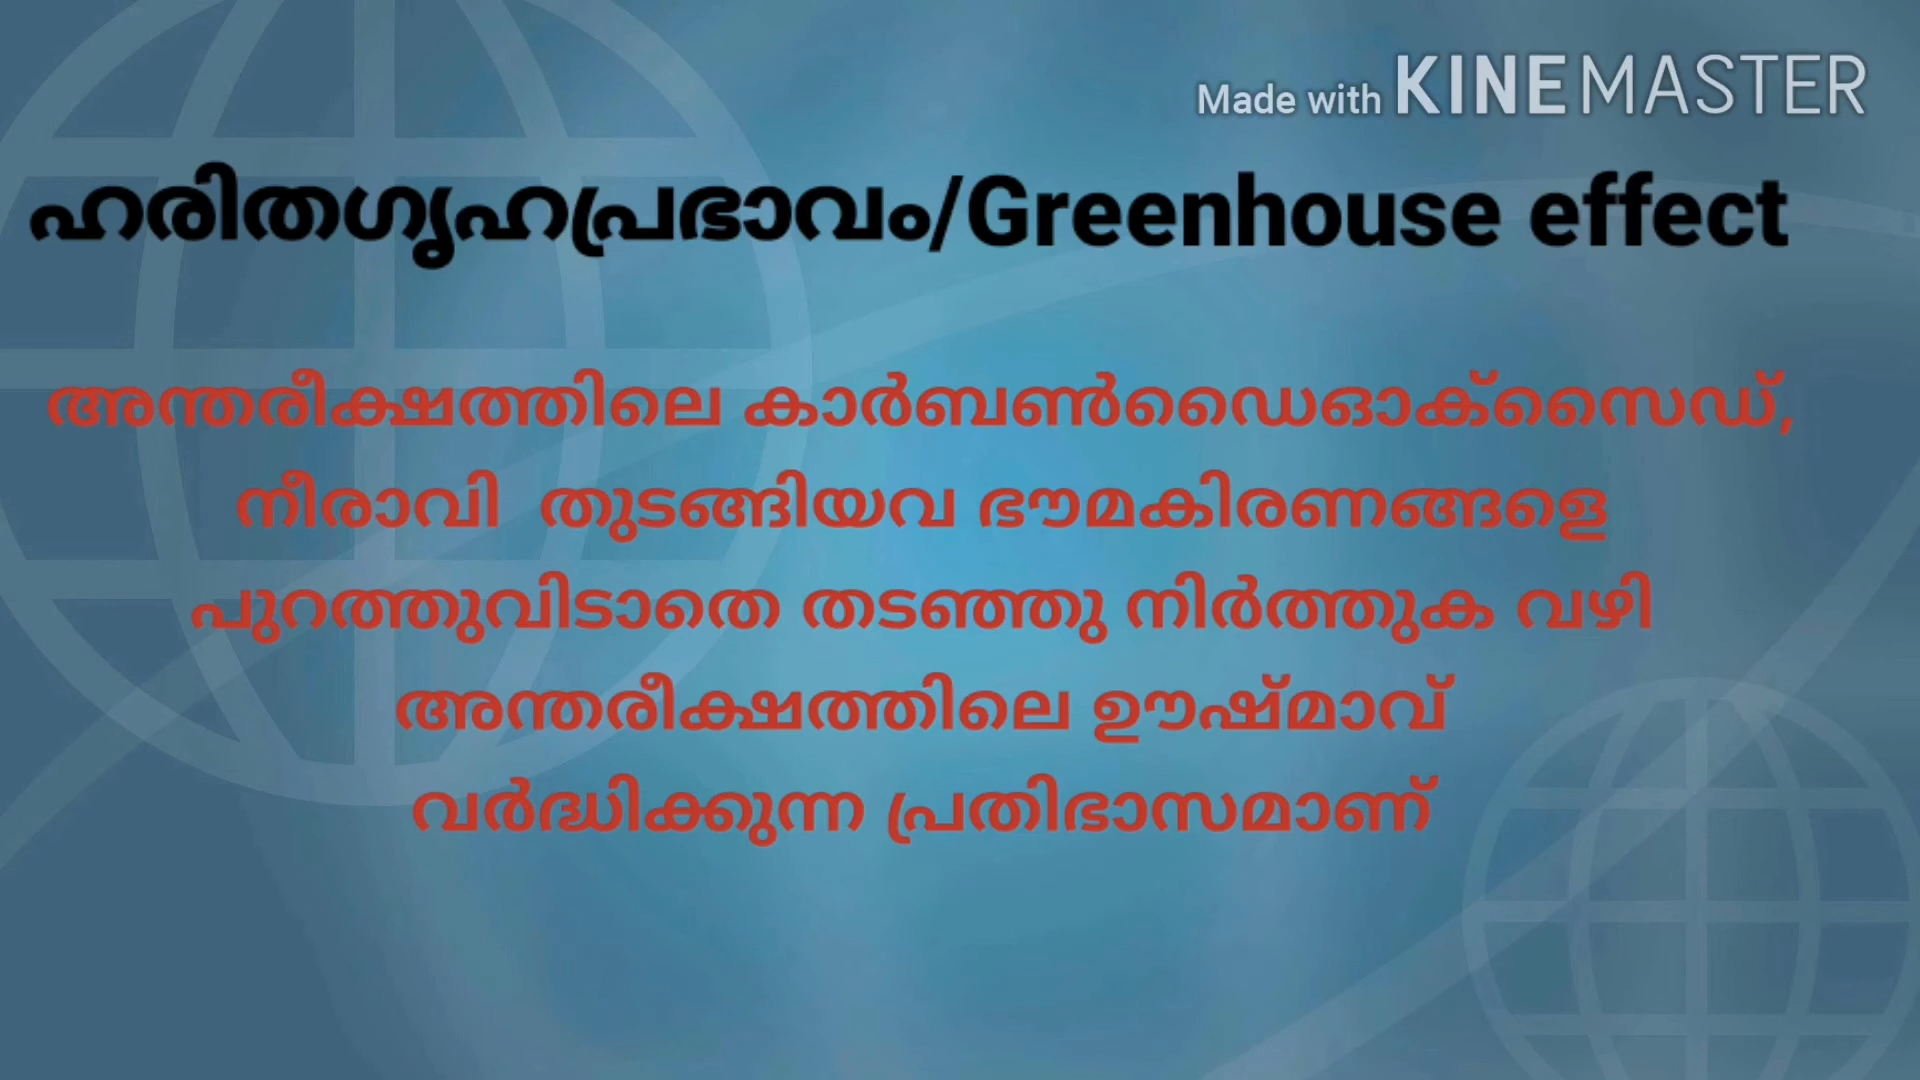 Made with KINEMASTER
ഹരിതഗൃഹപ്രഭാവം/Greenhouse effect
അന്തരീക്ഷത്തിലെ കാർബൺഡൈഓക്സൈഡ്,
നീരാവി തുടങ്ങിയവ ഭൗമകിരണങ്ങളെ
പുറത്തുവിടാതെ തടഞ്ഞു നിർത്തുക വഴി
അന്തരീക്ഷത്തിലെ ഊഷ്മാവ്
വർദ്ധിക്കുന്ന പ്രതിഭാസമാണ്